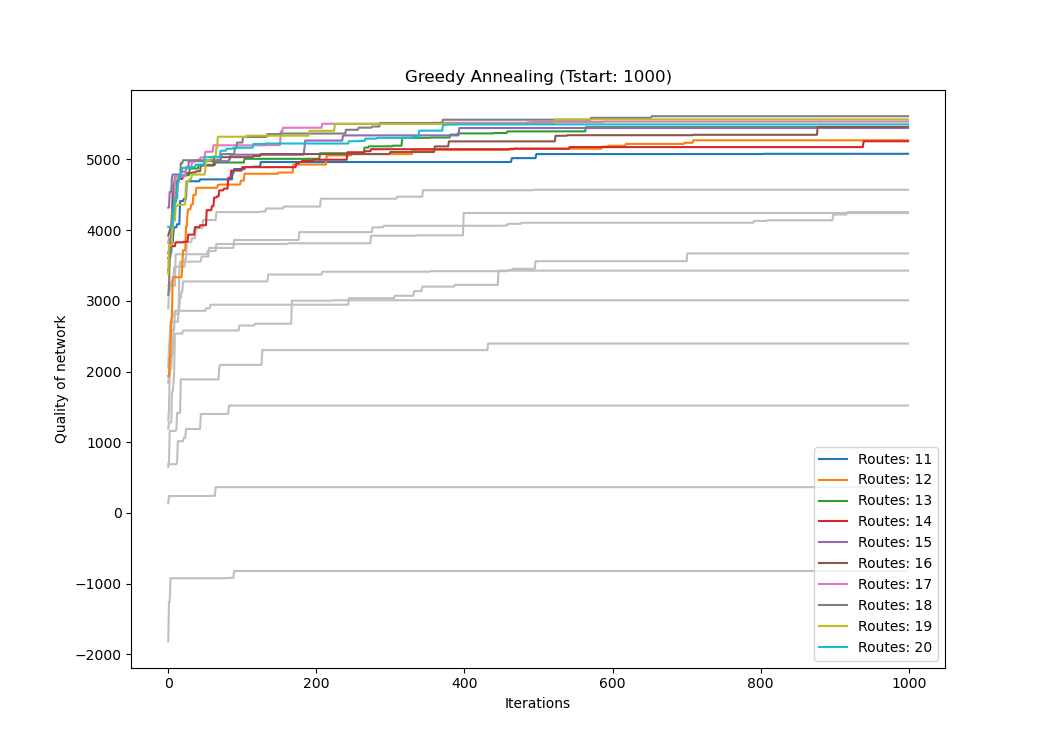 Greedy Annealing (Tstart: 1000)
Quality of network
5000
4000
3000
2000
1000
0
−1000
−2000
0 200 400 600 800 1000
Iterations
Routes: 11
Routes: 12
Routes: 13
Routes: 14
Routes: 15
Routes: 16
Routes: 17
Routes: 18
Routes: 19
Routes: 20